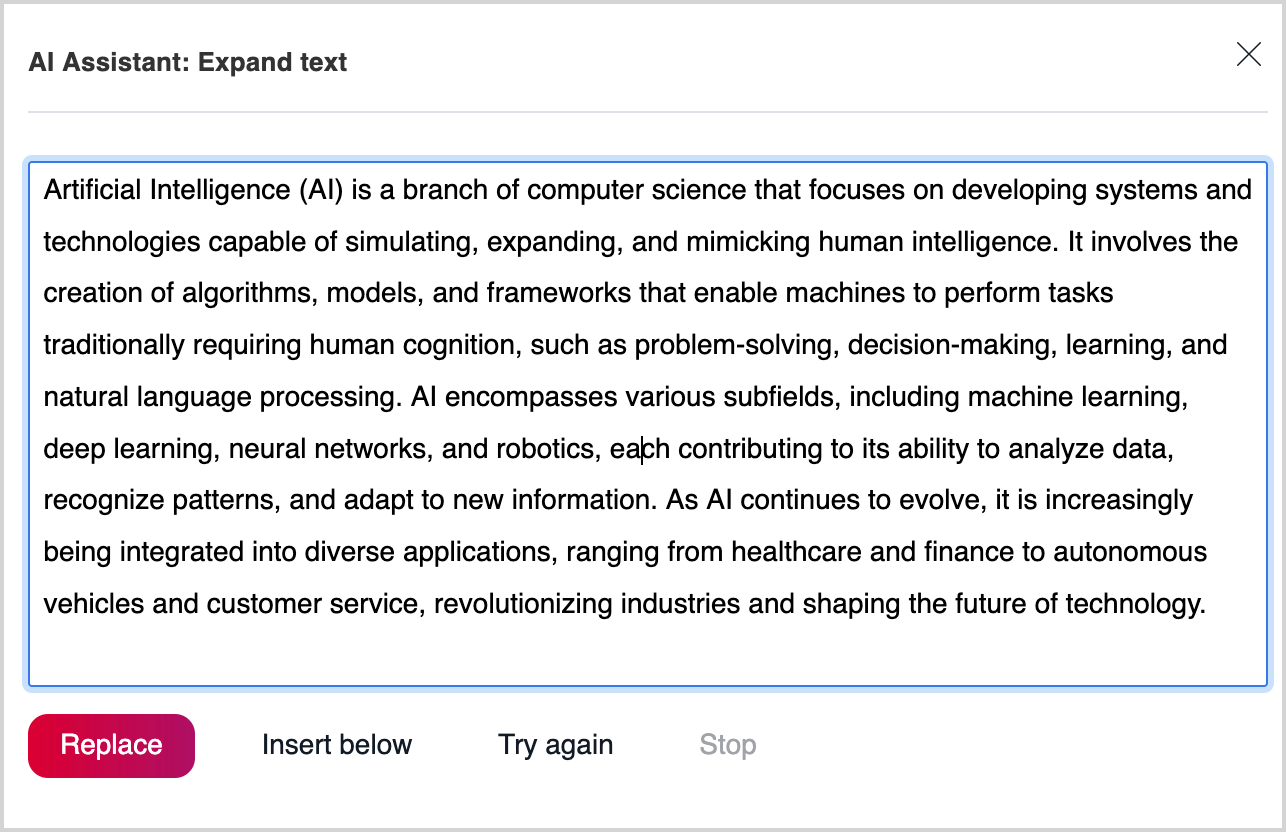 AI Assistant: Expand text
Artificial Intelligence (AI) is a branch of computer science that focuses on developing systems and
technologies capable of simulating, expanding, and mimicking human intelligence. It involves the
creation of algorithms, models, and frameworks that enable machines to perform tasks
traditionally requiring human cognition, such as problem-solving, decision-making, learning, and
natural language processing. AI encompasses various subfields, including machine learning,
deep learning, neural networks, and robotics, each contributing to its ability to analyze data,
recognize patterns, and adapt to new information. As AI continues to evolve, it is increasingly
being integrated into diverse applications, ranging from healthcare and finance to autonomous
vehicles and customer service, revolutionizing industries and shaping the future of technology.
Replace Insert below Try again Stop